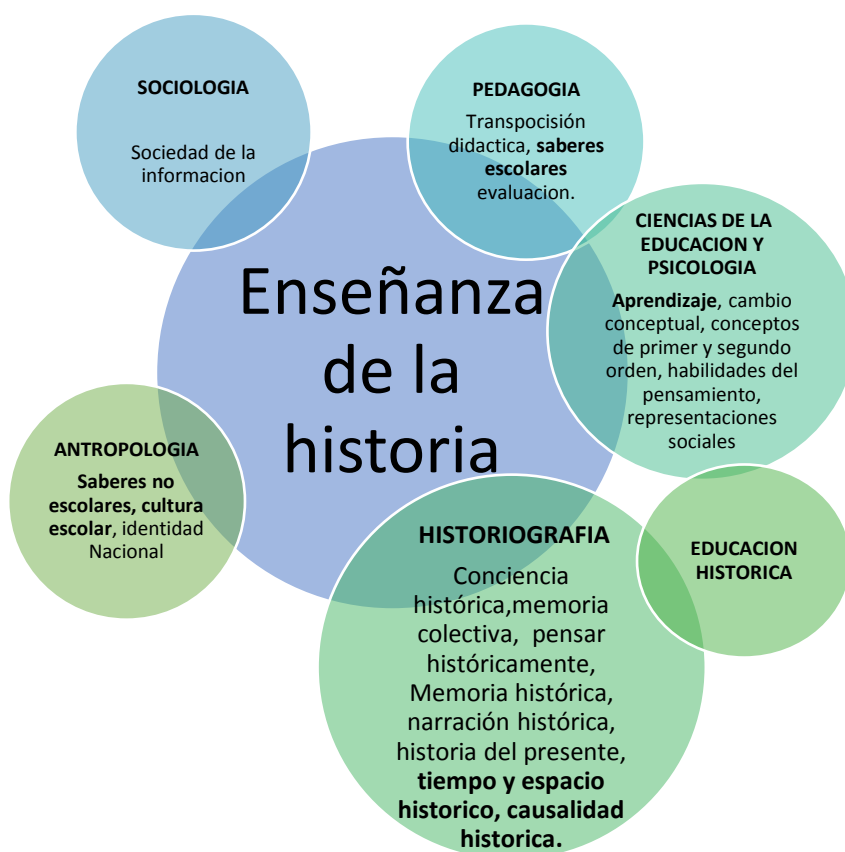 SOCIOLOGIA
Sociedad de la
informacion
PEDAGOGIA
Transpocisión
didactica, saberes
escolares
evaluacion.
CIENCIAS DE LA
EDUCACION Y
PSICOLOGIA
Aprendizaje, cambio
conceptual, conceptos
de primer y segundo
orden, habilidades del
pensamiento,
representaciones
sociales
Enseñanza
de la
historia
ANTROPOLOGIA
Saberes no
escolares, cultura
escolar, identidad
Nacional
HISTORIOGRAFIA
Conciencia
histórica,memoria
colectiva, pensar
históricamente,
Memoria histórica,
narración histórica,
historia del presente,
tiempo y espacio
historico, causalidad
historica.
EDUCACION
HISTORICA